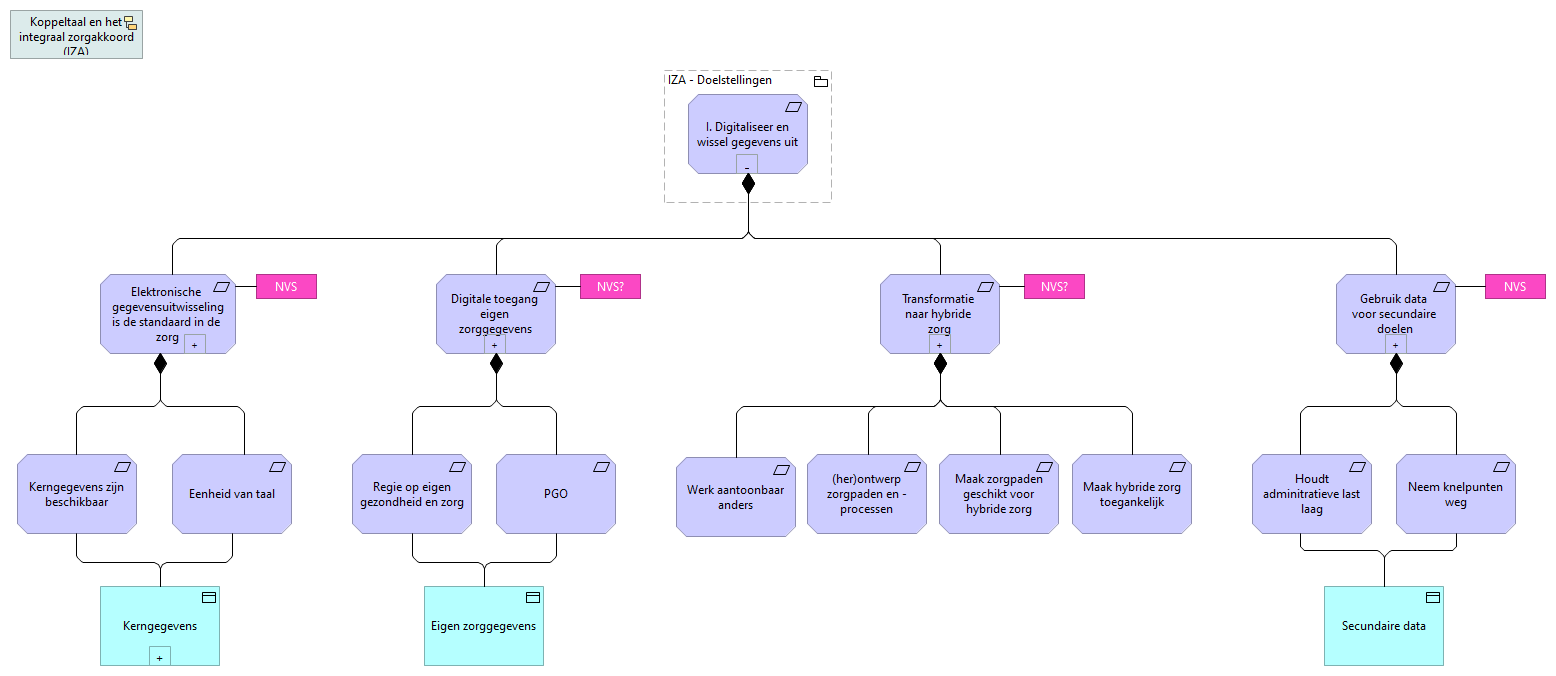 Koppeltaal en het
integraal zorgakkoord
(IZA)
IZA - Doelstellingen
I. Digitaliseer en
wissel gegevens uit
-
Elektronische
gegevensuitwisseling
is de standaard in de
zorg
+
NVS
Digitale toegang
eigen
zorggegevens
+
NVS?
Transformatie
naar hybride
zorg
+
NVS?
Gebruik data
voor secundaire
doelen
+
NVS
Kerngegevens zijn
beschikbaar
Eenheid van taal
Regie op eigen
gezondheid en zorg
PGO
Werk aantoonbaar
anders
(her)ontwerp
zorgpaden en -
processen
Maak zorgpaden
geschikt voor
hybride zorg
Maak hybride zorg
toegankelijk
Houdt
adminitratieve last
laag
Neem knelpunten
weg
Kerngegevens
+
Eigen zorggegevens
Secundaire data